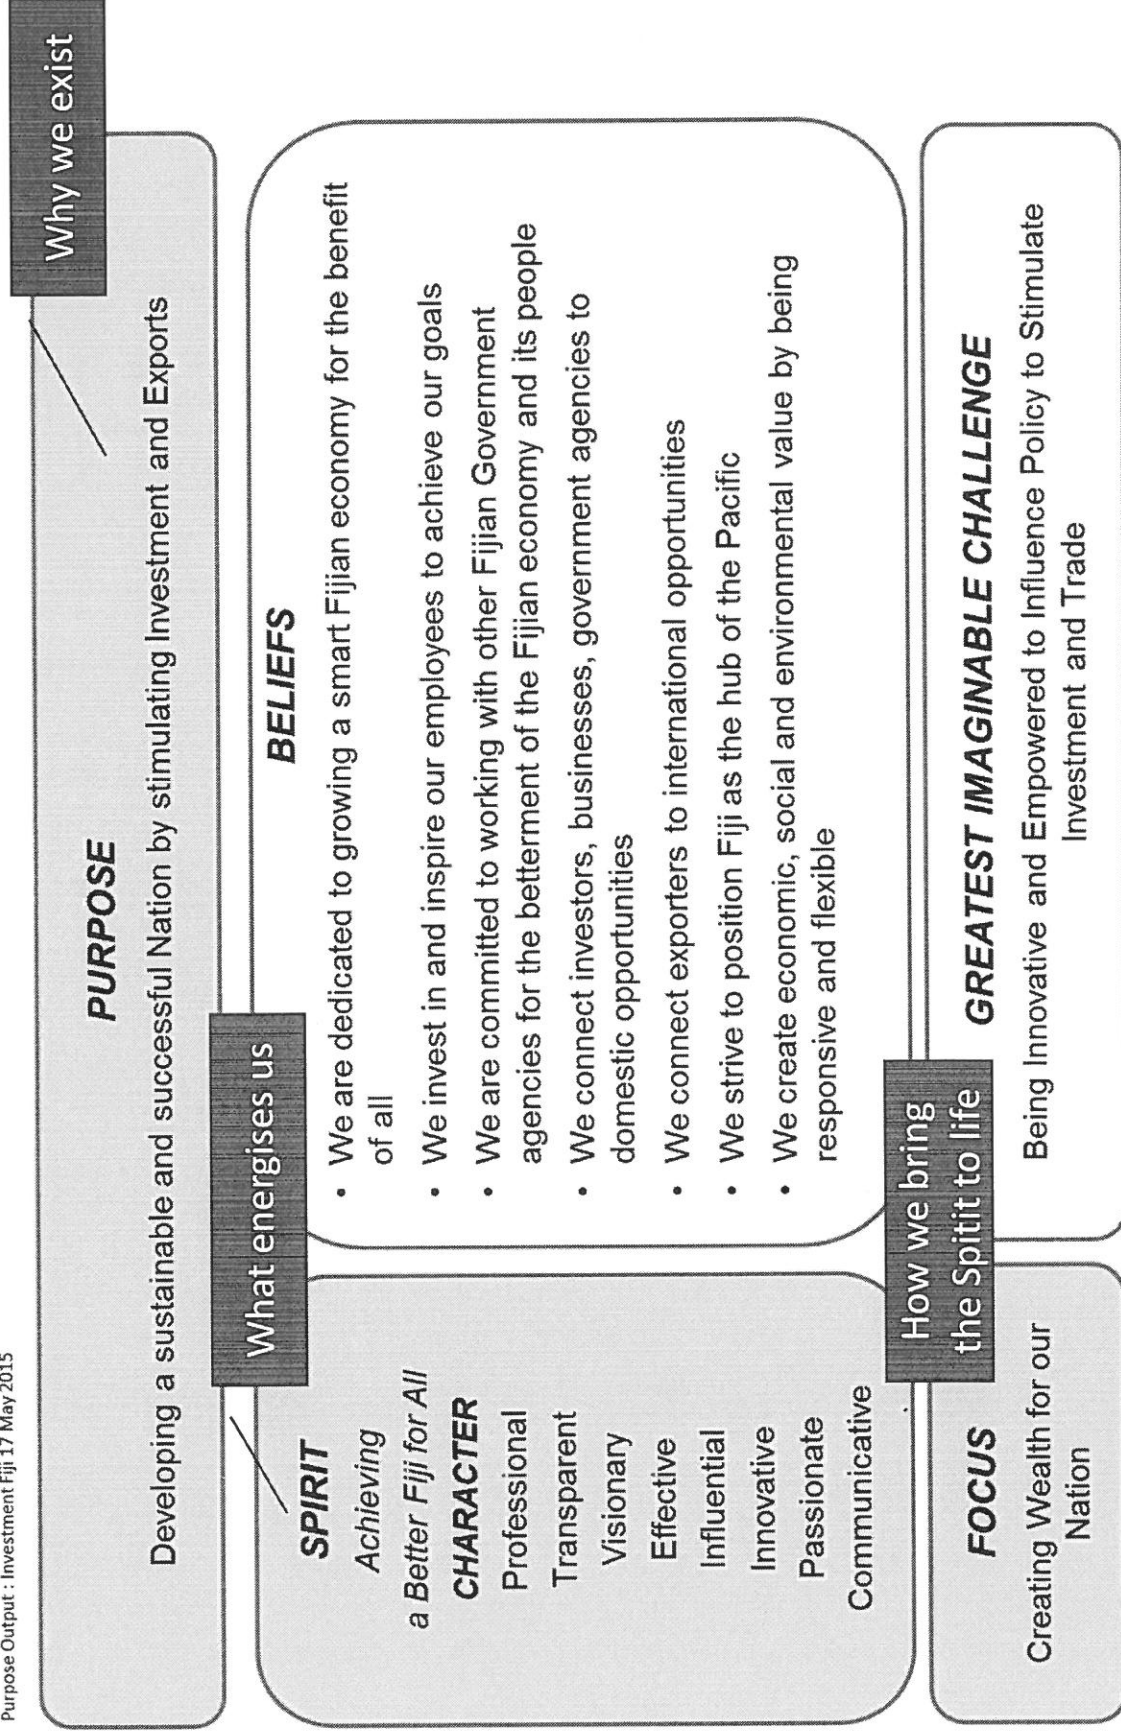 Purpose Output : Investment Fiji 17 May 2015
Why we exist
PURPOSE
Developing a sustainable and successful Nation by stimulating Investment and Exports
What energises us
SPIRIT
Achieving
a Better Fiji for All
CHARACTER
Professional
Transparent
Visionary
Effective
Influential
Innovative
Passionate
Communicative
BELIEFS
• We are dedicated to growing a smart Fijian economy for the benefit
of all
• We invest in and inspire our employees to achieve our goals
• We are committed to working with other Fijian Government
agencies for the betterment of the Fijian economy and its people
• We connect investors, businesses, government agencies to
domestic opportunities
• We connect exporters to international opportunities
• We strive to position Fiji as the hub of the Pacific
• We create economic, social and environmental value by being
responsive and flexible
How we bring
the Spitit to life
FOCUS
Creating Wealth for our
Nation
GREATEST IMAGINABLE CHALLENGE
Being Innovative and Empowered to Influence Policy to Stimulate
Investment and Trade